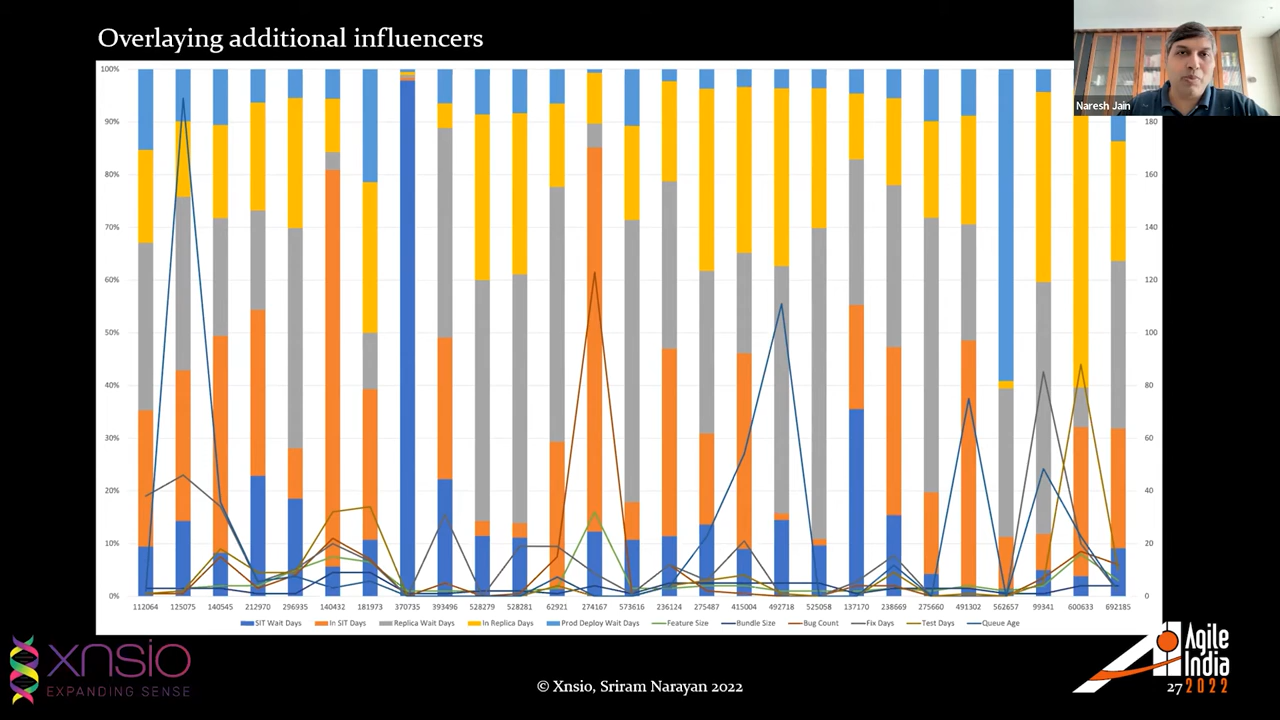 Overlaying additional influencers
Naresh Jain
100%
90%
80%
70%
60%
50%
40%
30%
20%
10%
0%
180
160
140
120
100
80
60
40
20
0
112064 125075 140545 212970 296935 140432 181973 370735 393496 528279 528281 62921 274167 573616 236124 275487 415004 492718 525058 137170 238669 275660 491302 562657 99341 600633 692185
SIT Wait Days In SIT Days Replica Wait Days In Replica Days Prod Deploy Wait Days Feature Size Bundle Size Bug Count Fix Days Test Days Queue Age
xnsio
EXPANDING SENSE
© Xnsio, Sriram Narayan 2022
Agile
India
2022
27